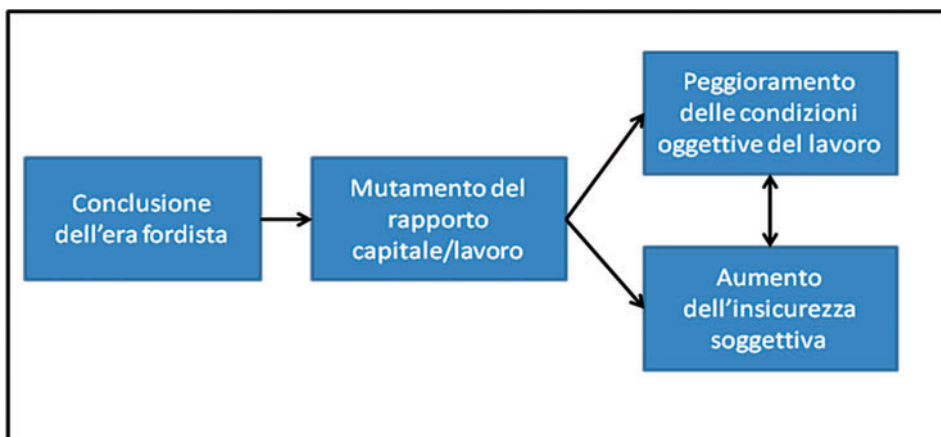 Conclusione
dell'era fordista
Mutamento del
rapporto
capitale/lavoro
Peggioramento
delle condizioni
oggettive del lavoro
Aumento
dell'insicurezza
soggettiva